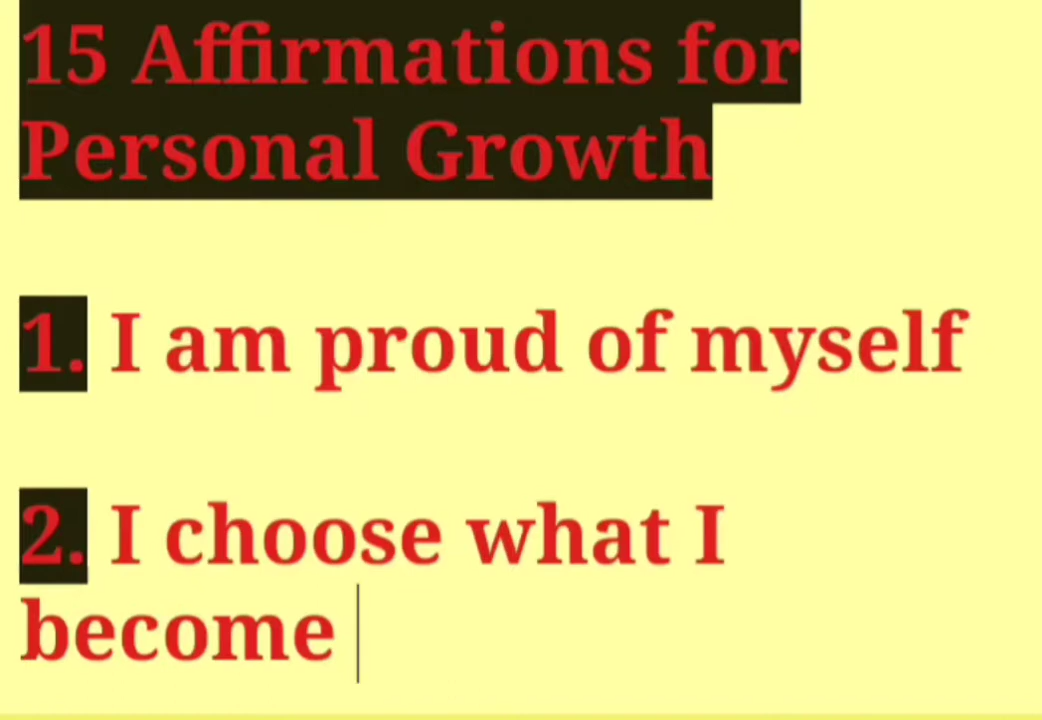 15 Affirmations for
Personal Growth
1. I am proud of myself
2. I choose what I
become